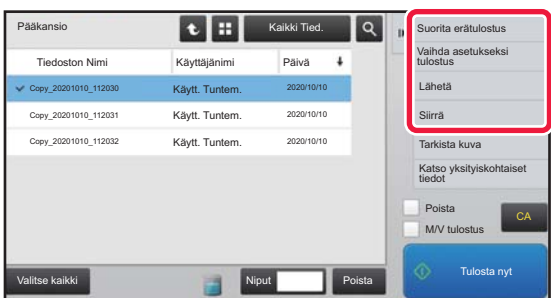 Pääkansio
Kaikki Tied.
Tiedoston Nimi Käyttäjänimi Päivä
Copy_20201010_112030 Käytt. Tuntem. 2020/10/10
Copy_20201010_112031 Käytt. Tuntem. 2020/10/10
Copy_20201010_112032 Käytt. Tuntem. 2020/10/10
Valitse kaikki
Niput
Poista
Suorita erätulostus
Vaihda asetukseksi
tulostus
Lähetä
Siirrä
Tarkista kuva
Katso yksityiskohtaiset
tiedot
Poista
M/V tulostus
CA
Tulosta nyt